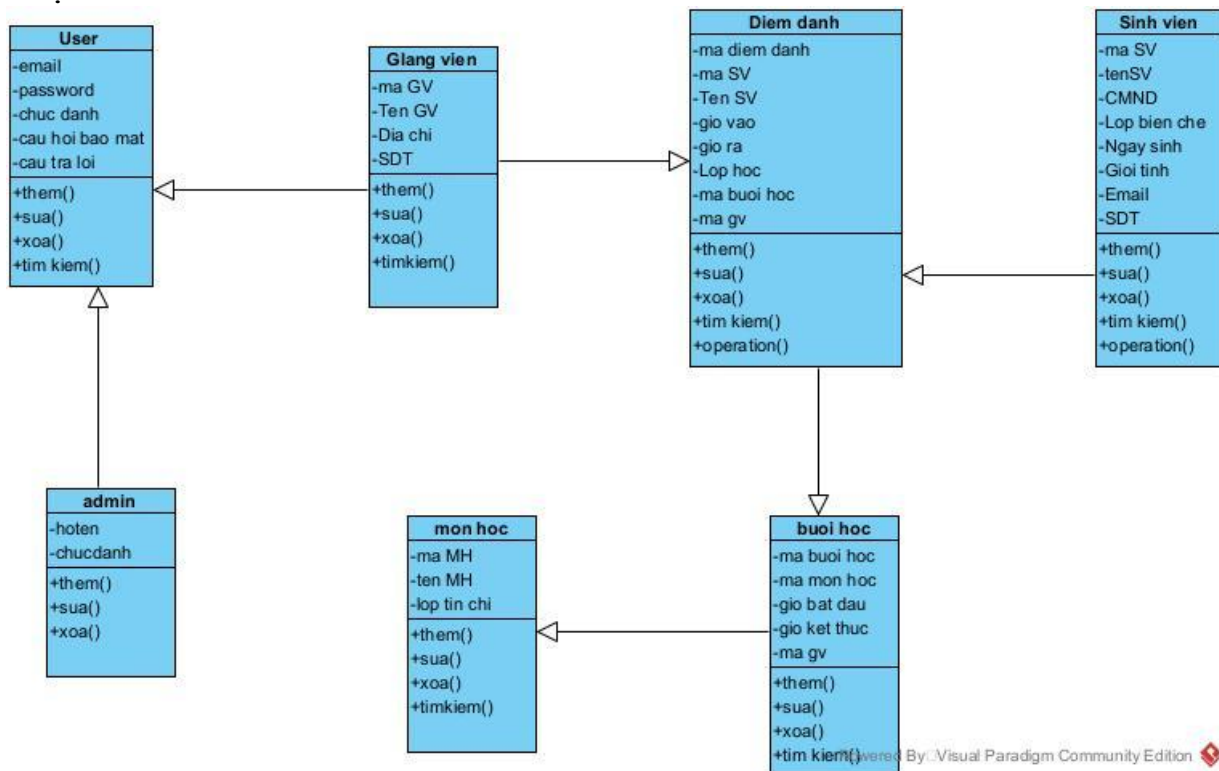 User
-email
-password
-chuc danh
-cau hoi bao mat
-cau tra loi
+them()
+sua()
+xoa()
+tim kiem()
Giang vien
-ma GV
-Ten GV
-Dia chi
-SDT
+them()
+sua()
+xoa()
+timkiem()
Diem danh
-ma diem danh
-ma SV
-Ten SV
-gio vao
-gio ra
-Lop hoc
-ma buoi hoc
-ma gv
+them()
+sua()
+xoa()
+tim kiem()
+operation()
Sinh vien
-ma SV
-tenSV
-CMND
-Lop bien che
-Ngay sinh
-Gioi tinh
-Email
-SDT
+them()
+sua()
+xoa()
+tim kiem()
+operation()
admin
-hoten
-chucdanh
+them()
+sua()
+xoa()
mon hoc
-ma MH
-ten MH
-lop tin chi
+them()
+sua()
+xoa()
+timkiem()
buoi hoc
-ma buoi hoc
-ma mon hoc
-gio bat dau
-gio ket thuc
-ma gv
+them()
+sua()
+xoa()
+tim kiem()
Powered By Visual Paradigm Community Edition